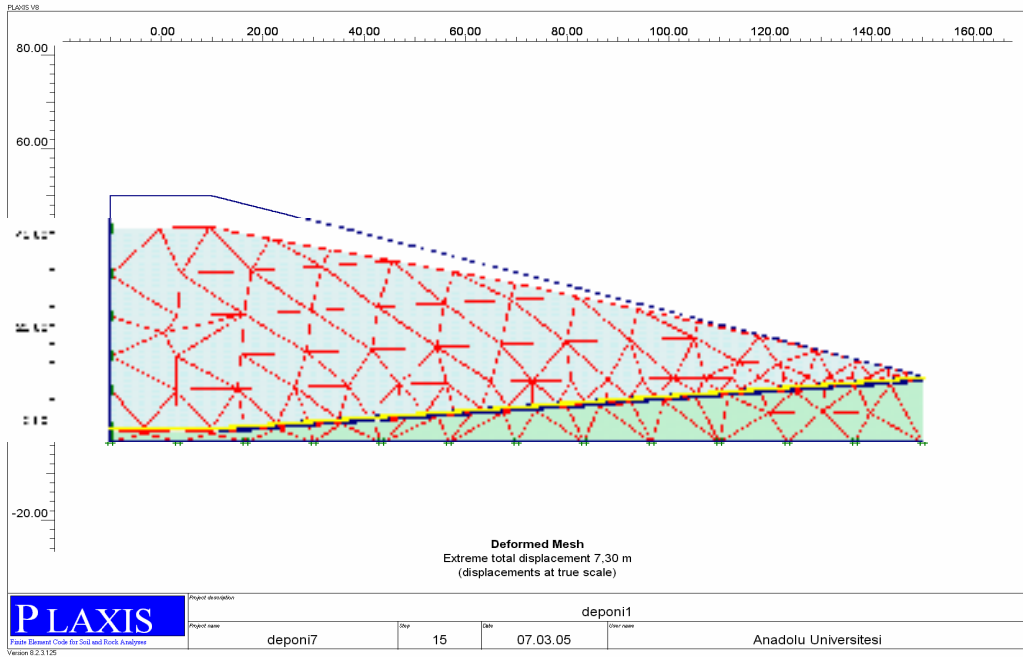 PLAXIS V8
0.00 20.00 40.00 60.00 80.00 100.00 120.00 140.00 160.00
80.00
60.00
-20.00
Deformed Mesh
Extreme total displacement 7,30 m
(displacements at true scale)
PLAXIS
Finite Element Code for Soil and Rock Analyses
Version 8.2.3.125
Project description
deponi1
Project name
deponi7
Step
15
Date
07.03.05
User name
Anadolu Universitesi